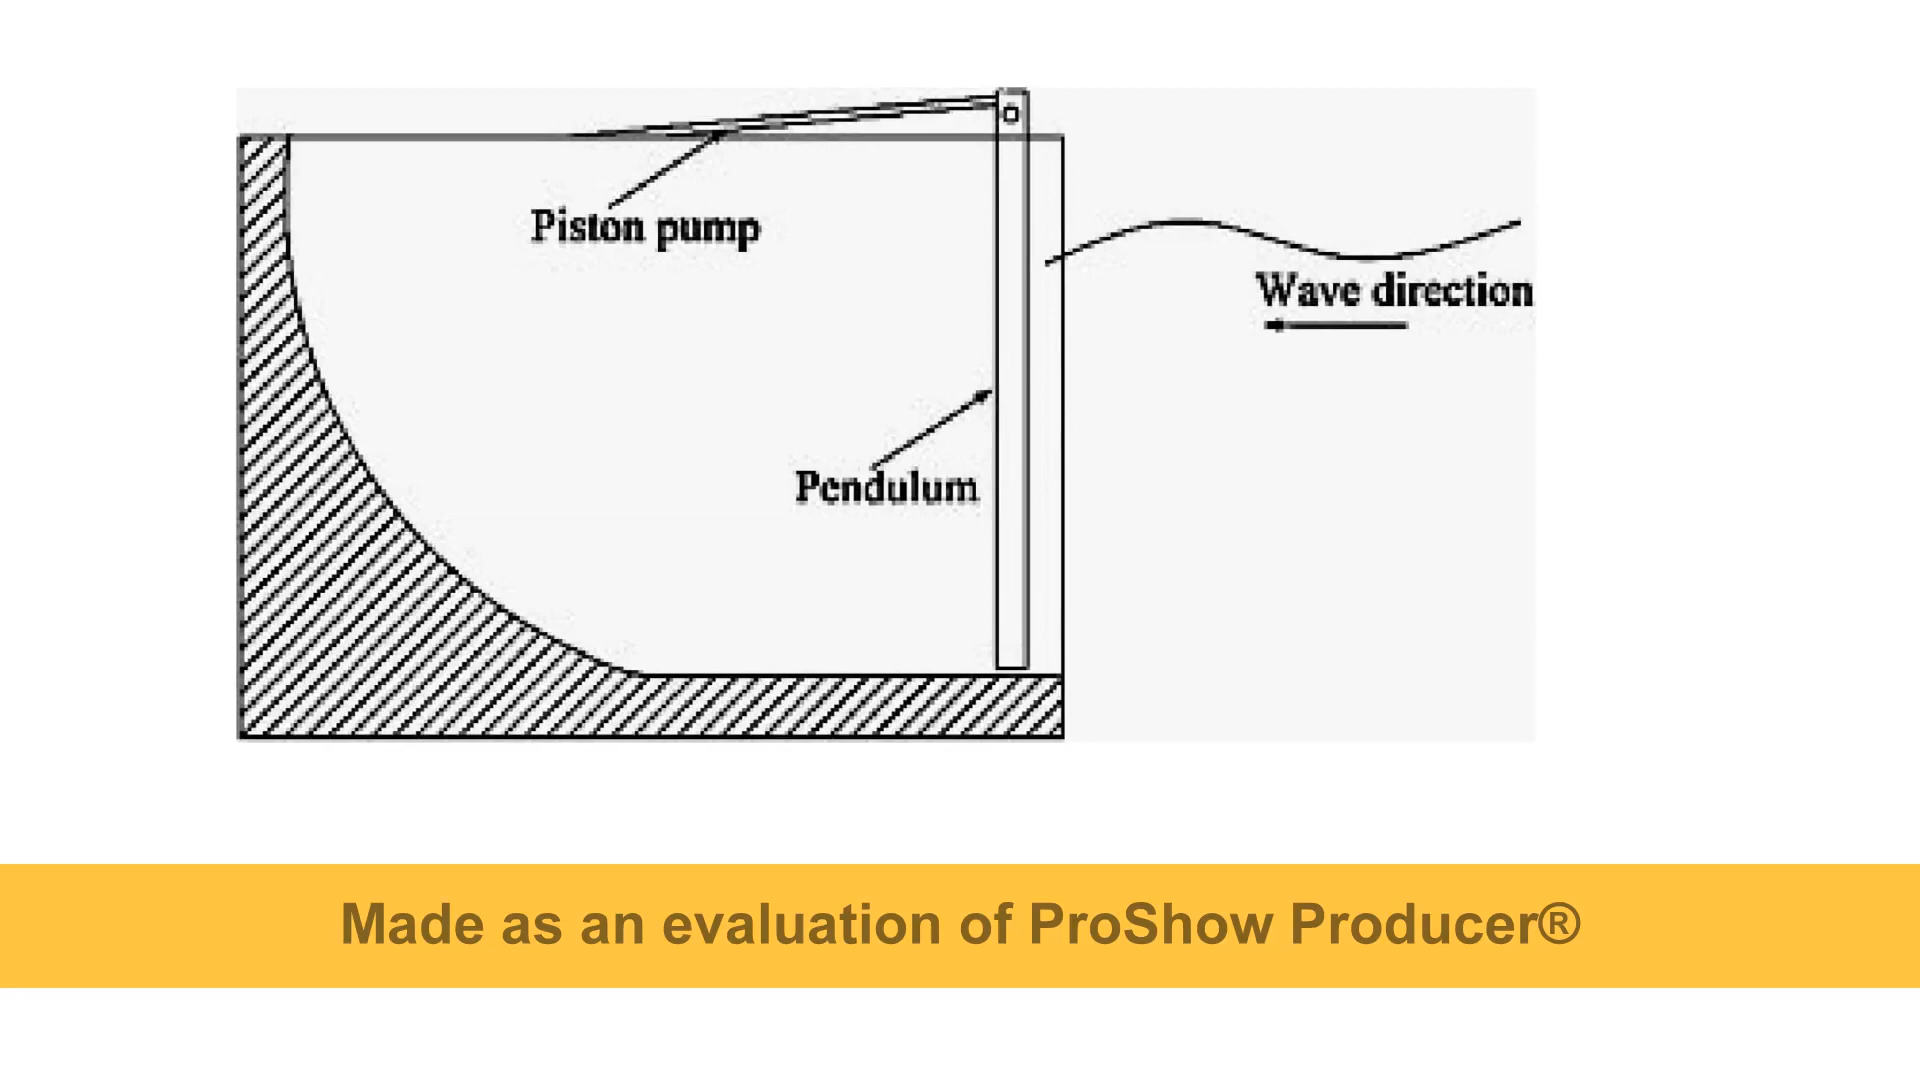 Piston pump
Wave direction
Pendulum
Made as an evaluation of ProShow Producer®